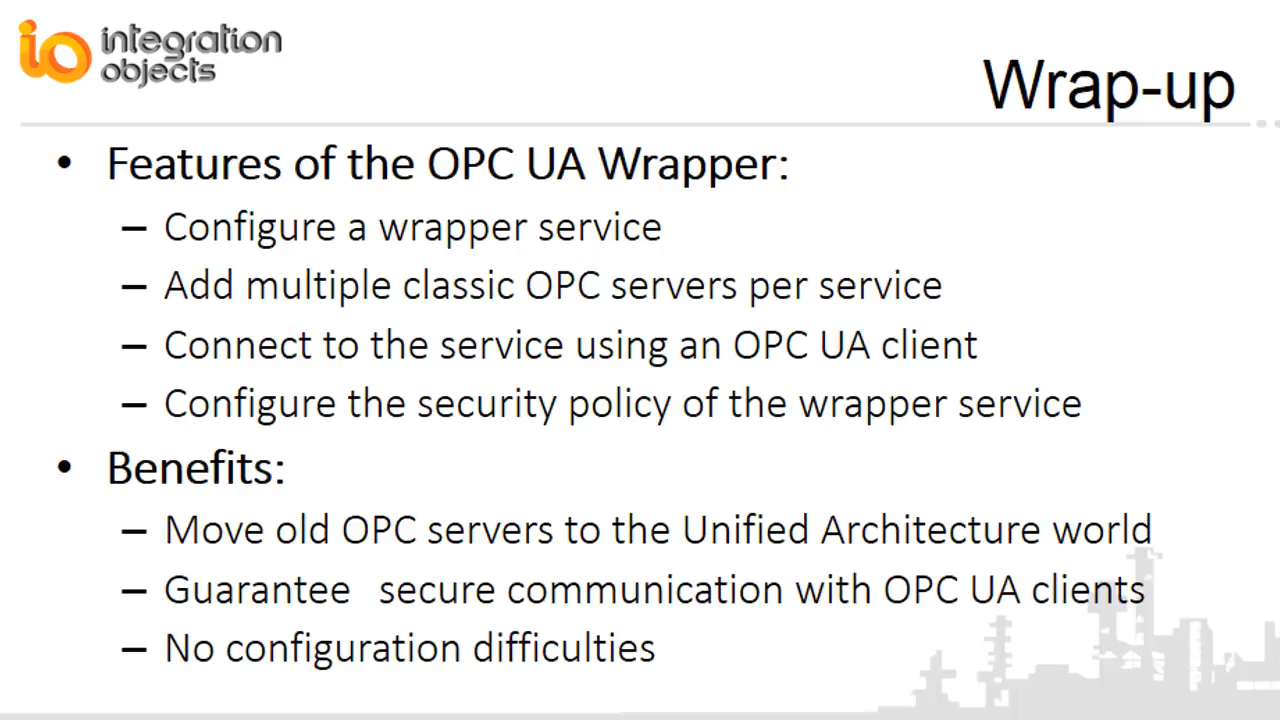 io integration
objects
Wrap-up
• Features of the OPC UA Wrapper:
– Configure a wrapper service
– Add multiple classic OPC servers per service
– Connect to the service using an OPC UA client
– Configure the security policy of the wrapper service
• Benefits:
– Move old OPC servers to the Unified Architecture world
– Guarantee  secure communication with OPC UA clients
– No configuration difficulties